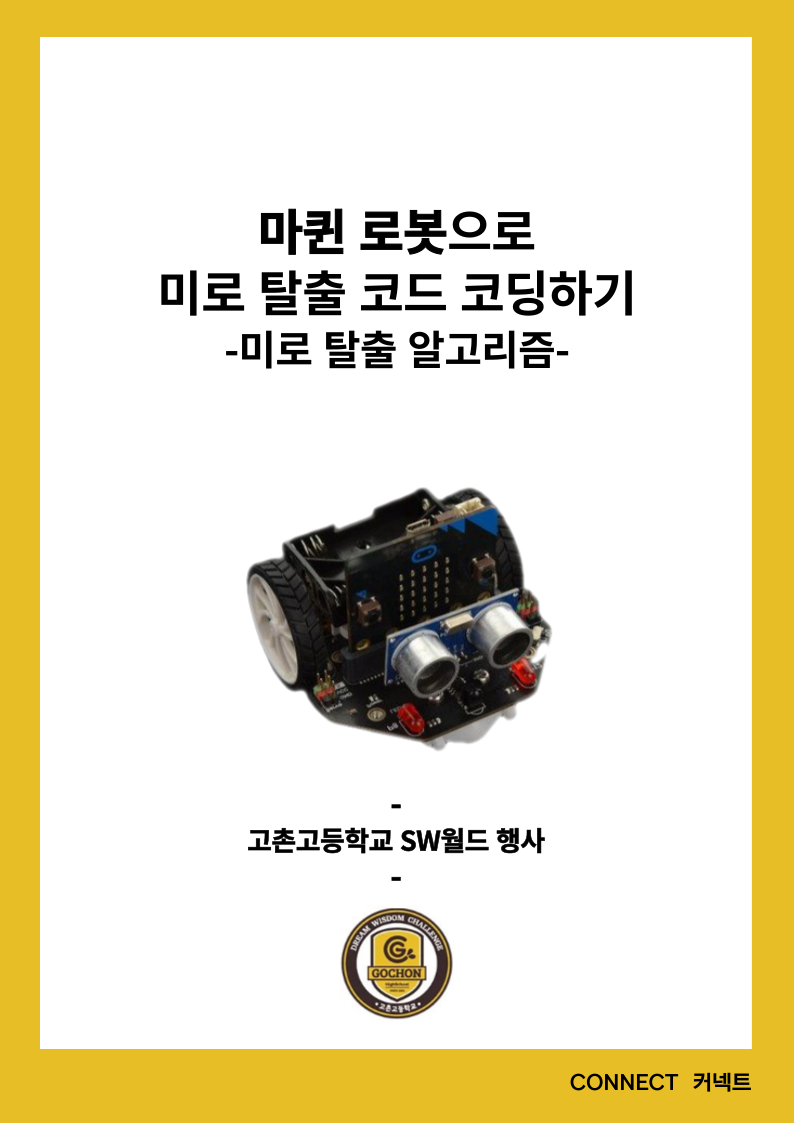 마퀸 로봇으로
미로 탈출 코드 코딩하기
-미로 탈출 알고리즘-
-
고촌고등학교 SW월드 행사
-
DREAM WISDOM CHALLENGE
GOCHON
HighSchool
고촌고등학교
CONNECT 커넥트